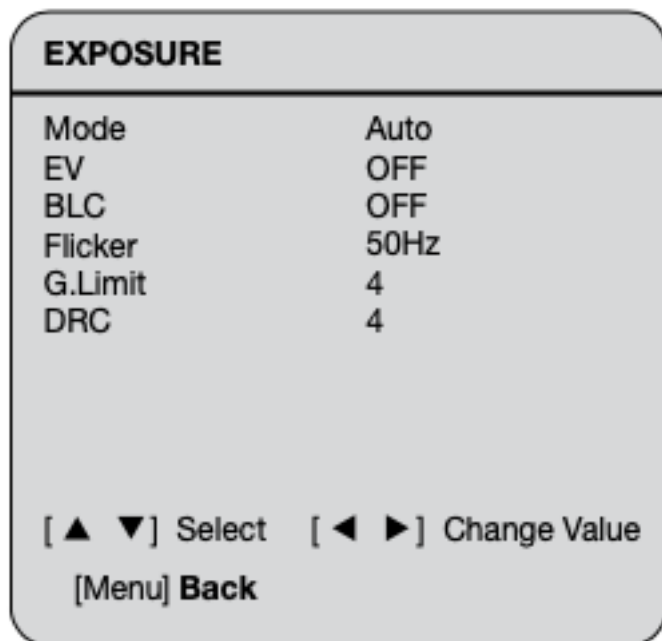 EXPOSURE
Mode Auto
EV OFF
BLC OFF
Flicker 50Hz
G.Limit 4
DRC 4
[ ▲ ▼] Select [ ◀ ▶] Change Value
[Menu] Back